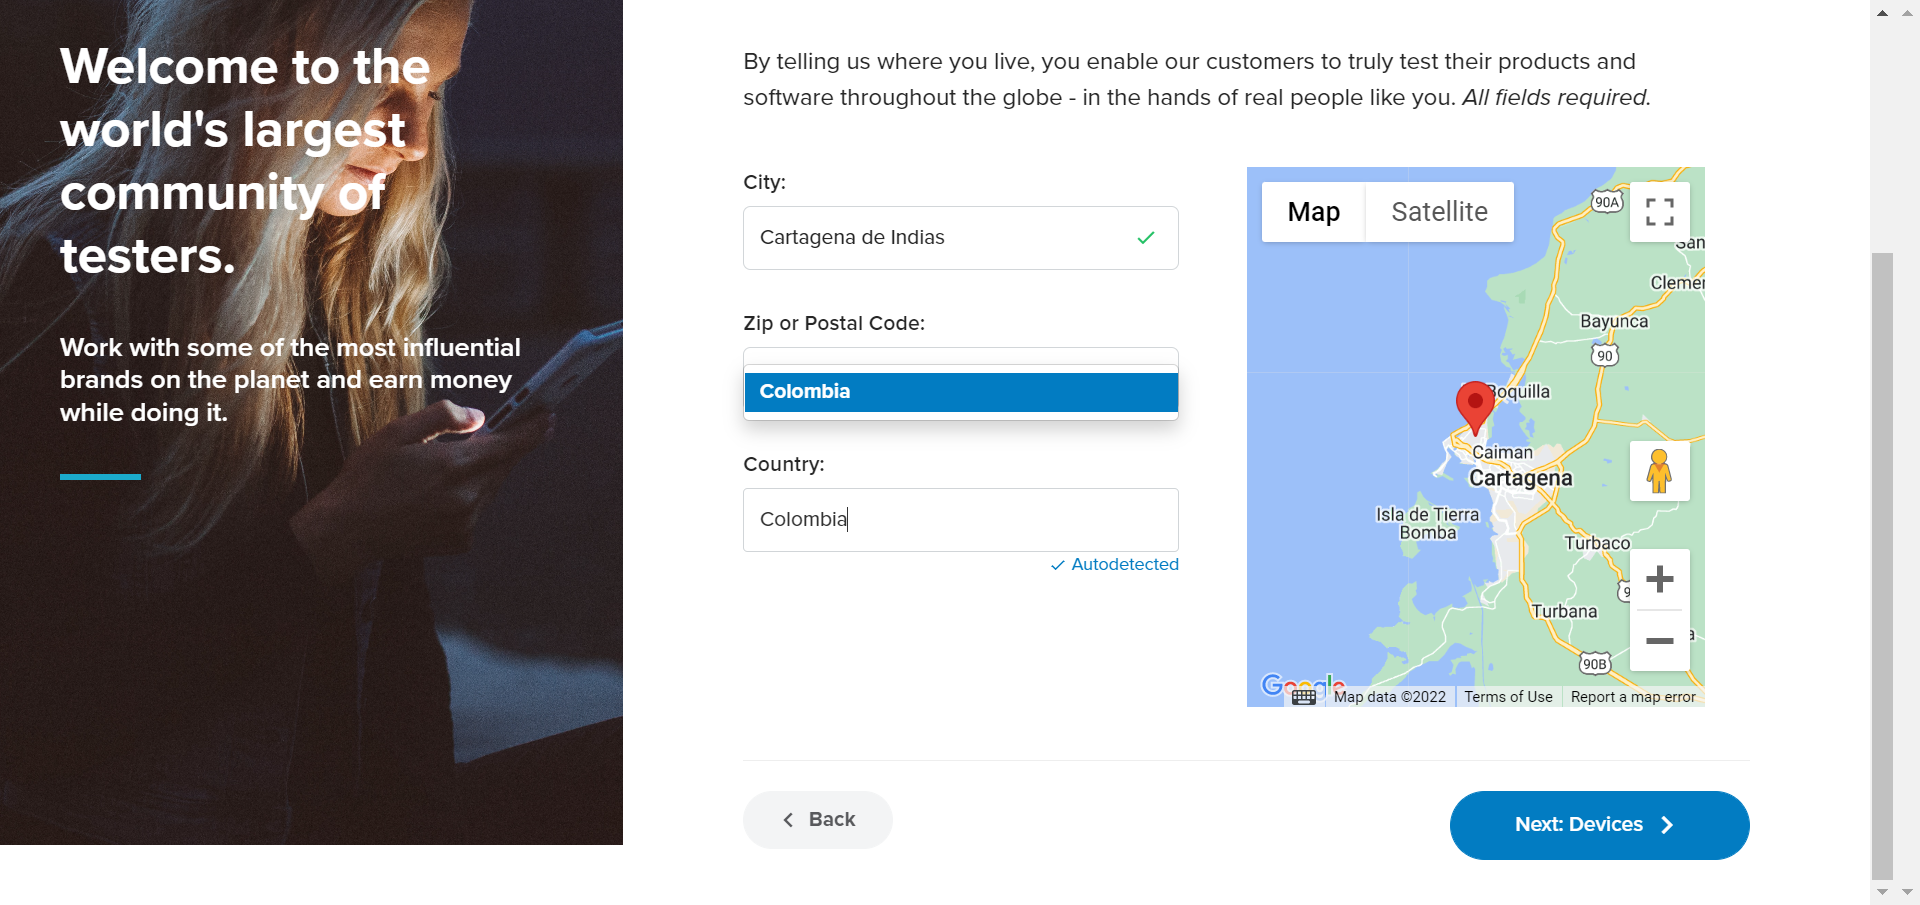 Welcome to the
world's largest
community of
testers.
Work with some of the most influential
brands on the planet and earn money
while doing it.
By telling us where you live, you enable our customers to truly test their products and
software throughout the globe - in the hands of real people like you. All fields required.
City:
Cartagena de Indias
Zip or Postal Code:
Colombia
Country:
Colombia
Autodetected
Map
Satellite
90A
San
Clemen
Bayunca
90
Boquilla
Caiman
Cartagena
Isla de Tierra
Bomba
Turbaco
Turbana
90B
Google
Map data ©2022
Terms of Use
Report a map error
Back
Next: Devices